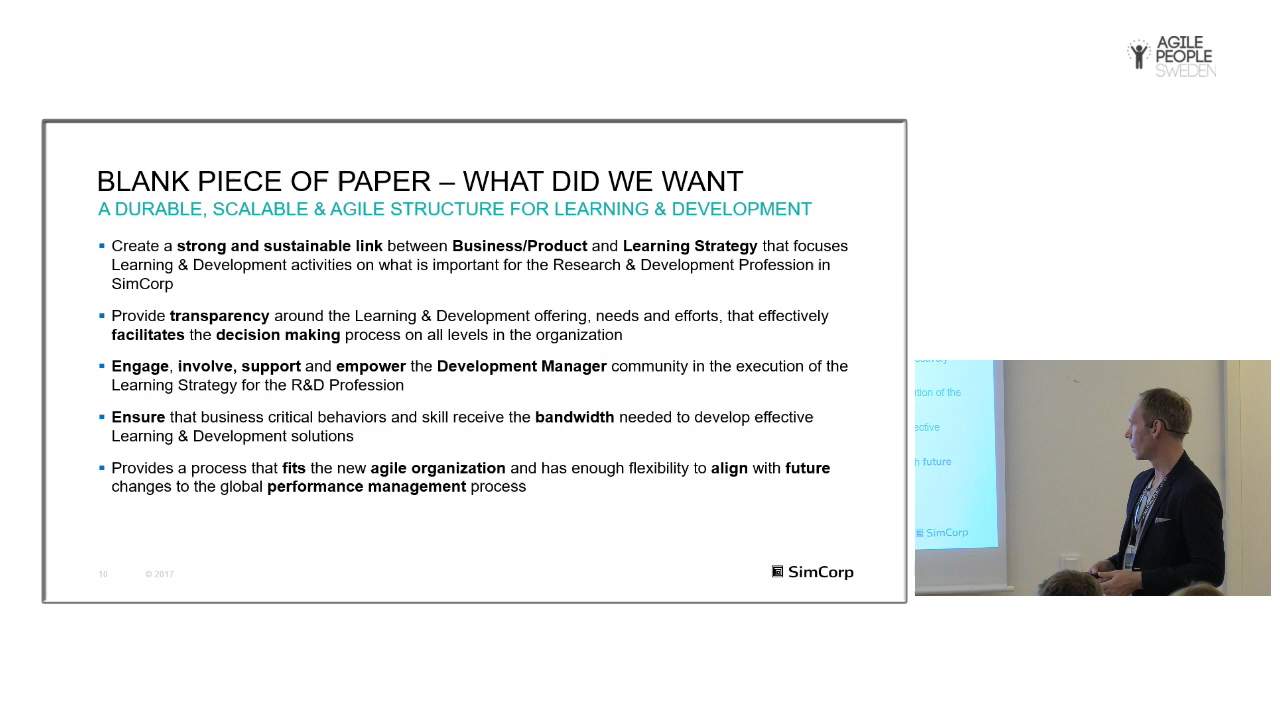 AGILE
PEOPLE
SWEDEN
BLANK PIECE OF PAPER – WHAT DID WE WANT
A DURABLE, SCALABLE & AGILE STRUCTURE FOR LEARNING & DEVELOPMENT
▪ Create a strong and sustainable link between Business/Product and Learning Strategy that focuses
Learning & Development activities on what is important for the Research & Development Profession in
SimCorp
▪ Provide transparency around the Learning & Development offering, needs and efforts, that effectively
facilitates the decision making process on all levels in the organization
▪ Engage, involve, support and empower the Development Manager community in the execution of the
Learning Strategy for the R&D Profession
▪ Ensure that business critical behaviors and skill receive the bandwidth needed to develop effective
Learning & Development solutions
▪ Provides a process that fits the new agile organization and has enough flexibility to align with future
changes to the global performance management process
10 © 2017
SimCorp
ution of the
ective
h future
SimCorp